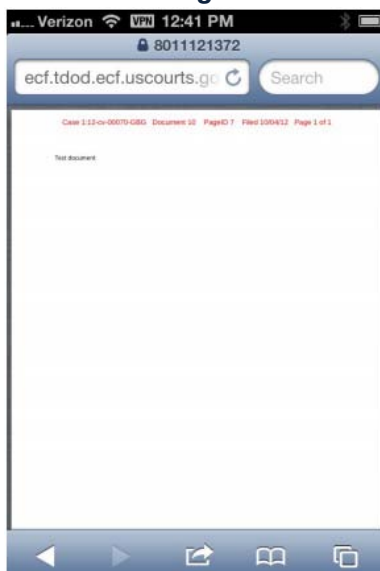 Verizon VPN 12:41 PM
8011121372
ecf.tdod.ecf.uscourts.go Search
Case 1:12-cv-00070-GBG Document 10 PageID 7 Filed 10/04/12 Page 1 of 1
Test document